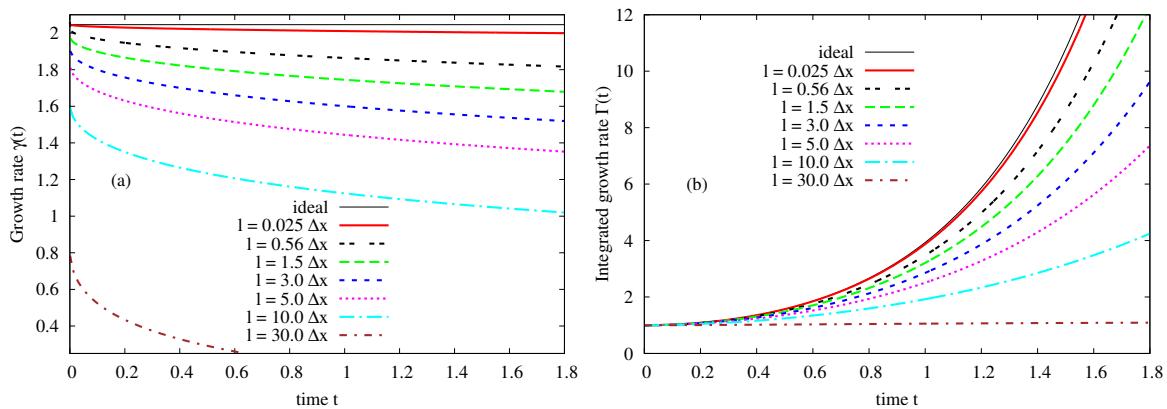 Growth rate γ(t)
2
1.8
1.6
1.4
1.2
1
0.8
0.6
0.4
(a)
ideal
l = 0.025 Δx
l = 0.56 Δx
l = 1.5 Δx
l = 3.0 Δx
l = 5.0 Δx
l = 10.0 Δx
l = 30.0 Δx
0 0.2 0.4 0.6 0.8 1 1.2 1.4 1.6 1.8
time t
Integrated growth rate Γ(t)
12
10
8
6
4
2
0
ideal
l = 0.025 Δx
l = 0.56 Δx
l = 1.5 Δx
l = 3.0 Δx
l = 5.0 Δx
l = 10.0 Δx
l = 30.0 Δx
(b)
0 0.2 0.4 0.6 0.8 1 1.2 1.4 1.6 1.8
time t